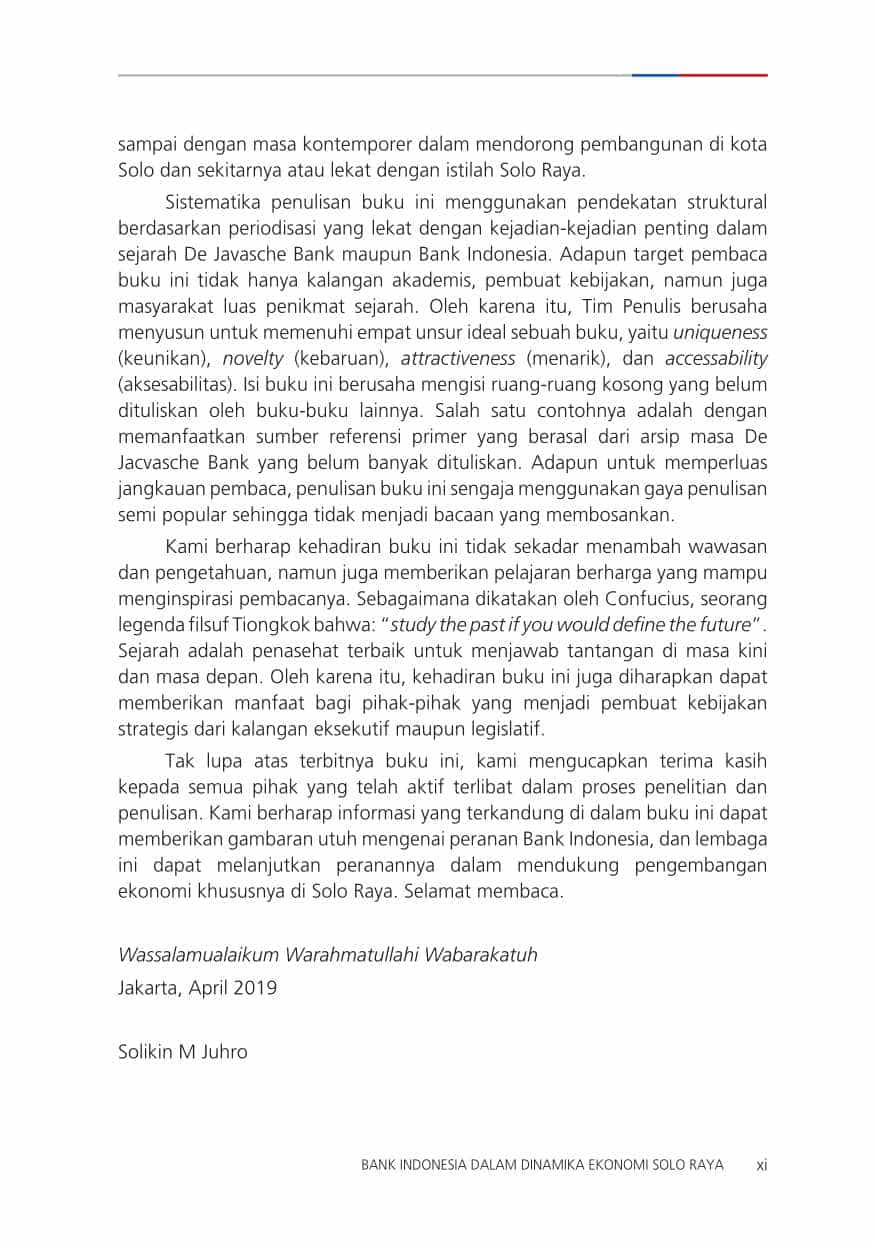 sampai dengan masa kontemporer dalam mendorong pembangunan di kota
Solo dan sekitarnya atau lekat dengan istilah Solo Raya.
Sistematika penulisan buku ini menggunakan pendekatan struktural
berdasarkan periodisasi yang lekat dengan kejadian-kejadian penting dalam
sejarah De Javasche Bank maupun Bank Indonesia. Adapun target pembaca
buku ini tidak hanya kalangan akademis, pembuat kebijakan, namun juga
masyarakat luas penikmat sejarah. Oleh karena itu, Tim Penulis berusaha
menyusun untuk memenuhi empat unsur ideal sebuah buku, yaitu uniqueness
(keunikan), novelty (kebaruan), attractiveness (menarik), dan accessability
(aksesabilitas). Isi buku ini berusaha mengisi ruang-ruang kosong yang belum
dituliskan oleh buku-buku lainnya. Salah satu contohnya adalah dengan
memanfaatkan sumber referensi primer yang berasal dari arsip masa De
Jacvasche Bank yang belum banyak dituliskan. Adapun untuk memperluas
jangkauan pembaca, penulisan buku ini sengaja menggunakan gaya penulisan
semi popular sehingga tidak menjadi bacaan yang membosankan.
Kami berharap kehadiran buku ini tidak sekadar menambah wawasan
dan pengetahuan, namun juga memberikan pelajaran berharga yang mampu
menginspirasi pembacanya. Sebagaimana dikatakan oleh Confucius, seorang
legenda filsuf Tiongkok bahwa: “study the past if you would define the future”.
Sejarah adalah penasehat terbaik untuk menjawab tantangan di masa kini
dan masa depan. Oleh karena itu, kehadiran buku ini juga diharapkan dapat
memberikan manfaat bagi pihak-pihak yang menjadi pembuat kebijakan
strategis dari kalangan eksekutif maupun legislatif.
Tak lupa atas terbitnya buku ini, kami mengucapkan terima kasih
kepada semua pihak yang telah aktif terlibat dalam proses penelitian dan
penulisan. Kami berharap informasi yang terkandung di dalam buku ini dapat
memberikan gambaran utuh mengenai peranan Bank Indonesia, dan lembaga
ini dapat melanjutkan peranannya dalam mendukung pengembangan
ekonomi khususnya di Solo Raya. Selamat membaca.
Wassalamualaikum Warahmatullahi Wabarakatuh
Jakarta, April 2019
Solikin M Juhro
BANK INDONESIA DALAM DINAMIKA EKONOMI SOLO RAYA xi